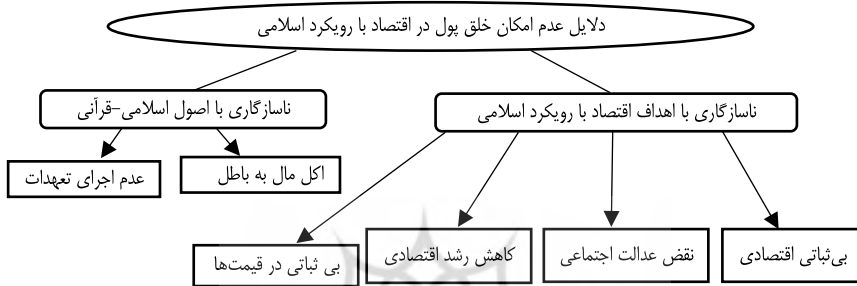 دلایل عدم امکان خلق پول در اقتصاد با رویکرد اسلامی
ناسازگاری با اهداف اقتصاد با رویکرد اسلامی
ناسازگاری با اصول اسلامی-قرآنی
اکل مال به باطل
عدم اجرای تعهدات
بی‌ثباتی اقتصادی
نقض عدالت اجتماعی
کاهش رشد اقتصادی
بی ثباتی در قیمت‌ها